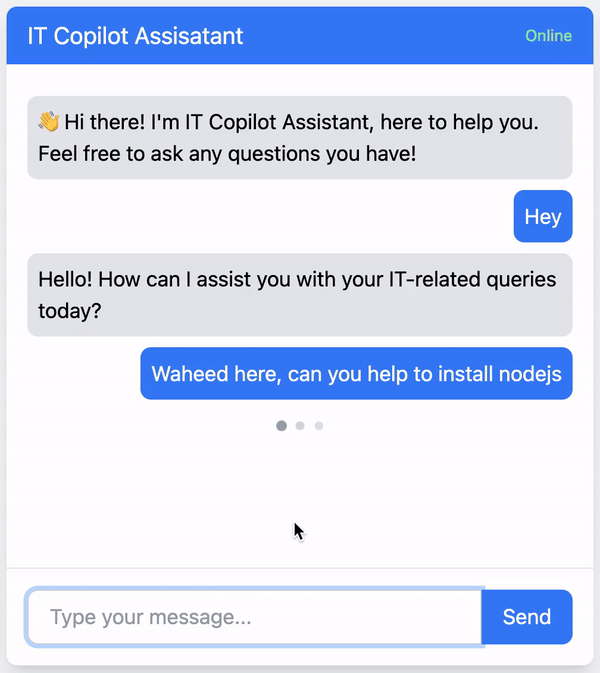 IT Copilot Assisatant
Online
👋 Hi there! I'm IT Copilot Assistant, here to help you.
Feel free to ask any questions you have!
Hey
Hello! How can I assist you with your IT-related queries
today?
Waheed here, can you help to install nodejs
Type your message...
Send